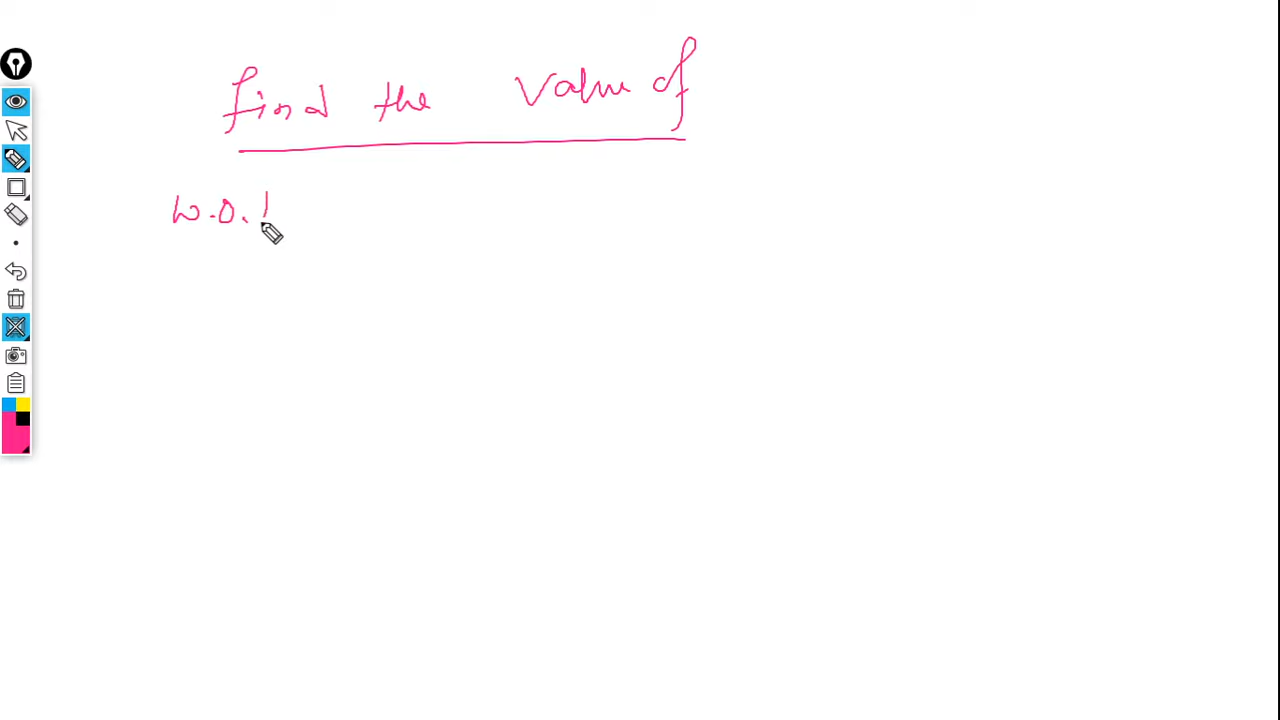 find the value of
W.O.